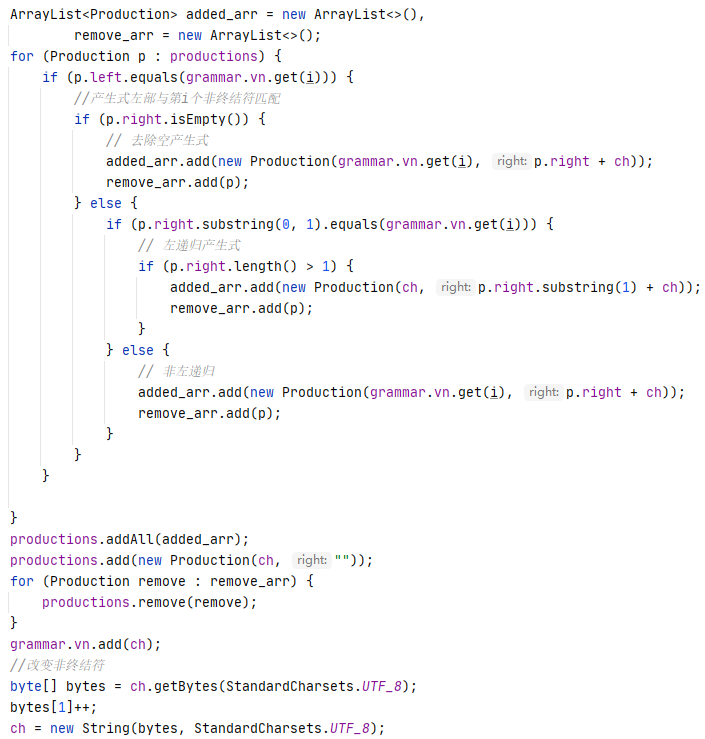 ArrayList<Production> added_arr = new ArrayList<>(),
        remove_arr = new ArrayList<>();
for (Production p : productions) {
    if (p.left.equals(grammar.vn.get(i))) {
        //产生式左部与第i个非终结符匹配
        if (p.right.isEmpty()) {
            // 去除空产生式
            added_arr.add(new Production(grammar.vn.get(i), right: p.right + ch));
            remove_arr.add(p);
        } else {
            if (p.right.substring(0, 1).equals(grammar.vn.get(i))) {
                // 左递归产生式
                if (p.right.length() > 1) {
                    added_arr.add(new Production(ch, right: p.right.substring(1) + ch));
                    remove_arr.add(p);
                }
            } else {
                // 非左递归
                added_arr.add(new Production(grammar.vn.get(i), right: p.right + ch));
                remove_arr.add(p);
            }
        }
    }

}
productions.addAll(added_arr);
productions.add(new Production(ch, right: ""));
for (Production remove : remove_arr) {
    productions.remove(remove);
}
grammar.vn.add(ch);
//改变非终结符
byte[] bytes = ch.getBytes(StandardCharsets.UTF_8);
bytes[1]++;
ch = new String(bytes, StandardCharsets.UTF_8);